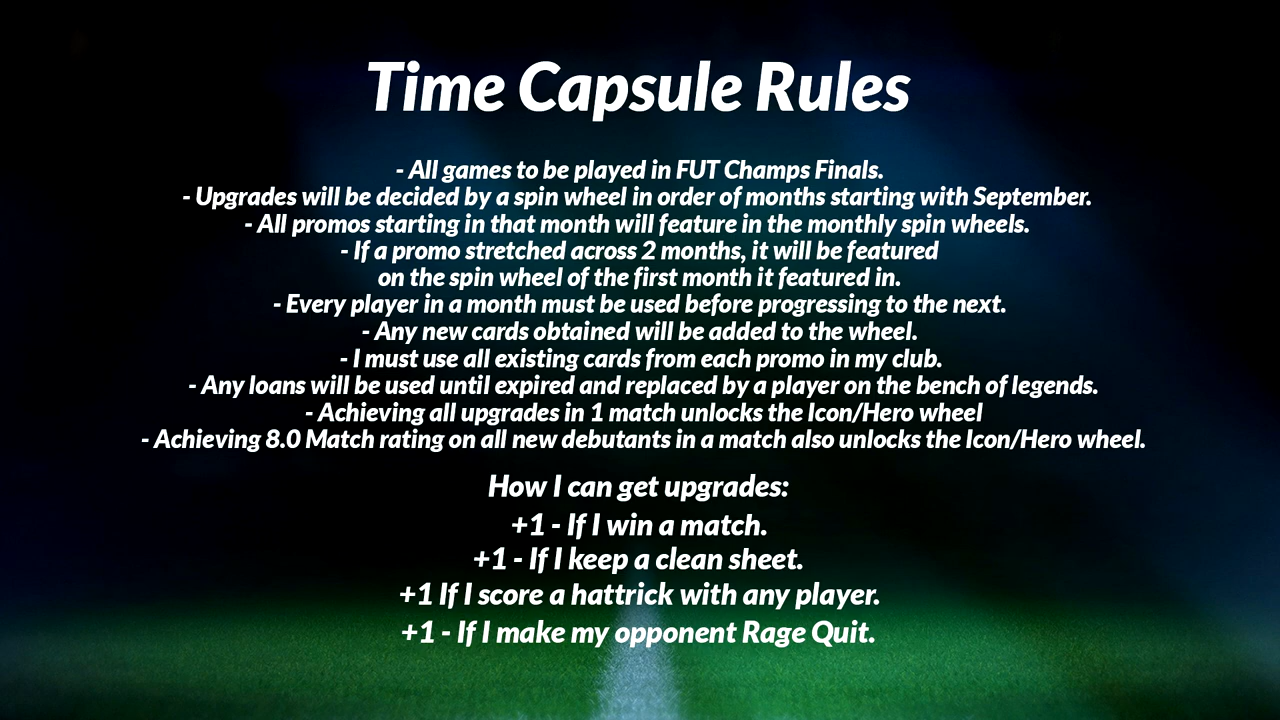 Time Capsule Rules
- All games to be played in FUT Champs Finals.
- Upgrades will be decided by a spin wheel in order of months starting with September.
- All promos starting in that month will feature in the monthly spin wheels.
- If a promo stretched across 2 months, it will be featured
on the spin wheel of the first month it featured in.
- Every player in a month must be used before progressing to the next.
- Any new cards obtained will be added to the wheel.
- I must use all existing cards from each promo in my club.
- Any loans will be used until expired and replaced by a player on the bench of legends.
- Achieving all upgrades in 1 match unlocks the Icon/Hero wheel
- Achieving 8.0 Match rating on all new debutants in a match also unlocks the Icon/Hero wheel.
How I can get upgrades:
+1 - If I win a match.
+1 - If I keep a clean sheet.
+1 If I score a hattrick with any player.
+1 - If I make my opponent Rage Quit.